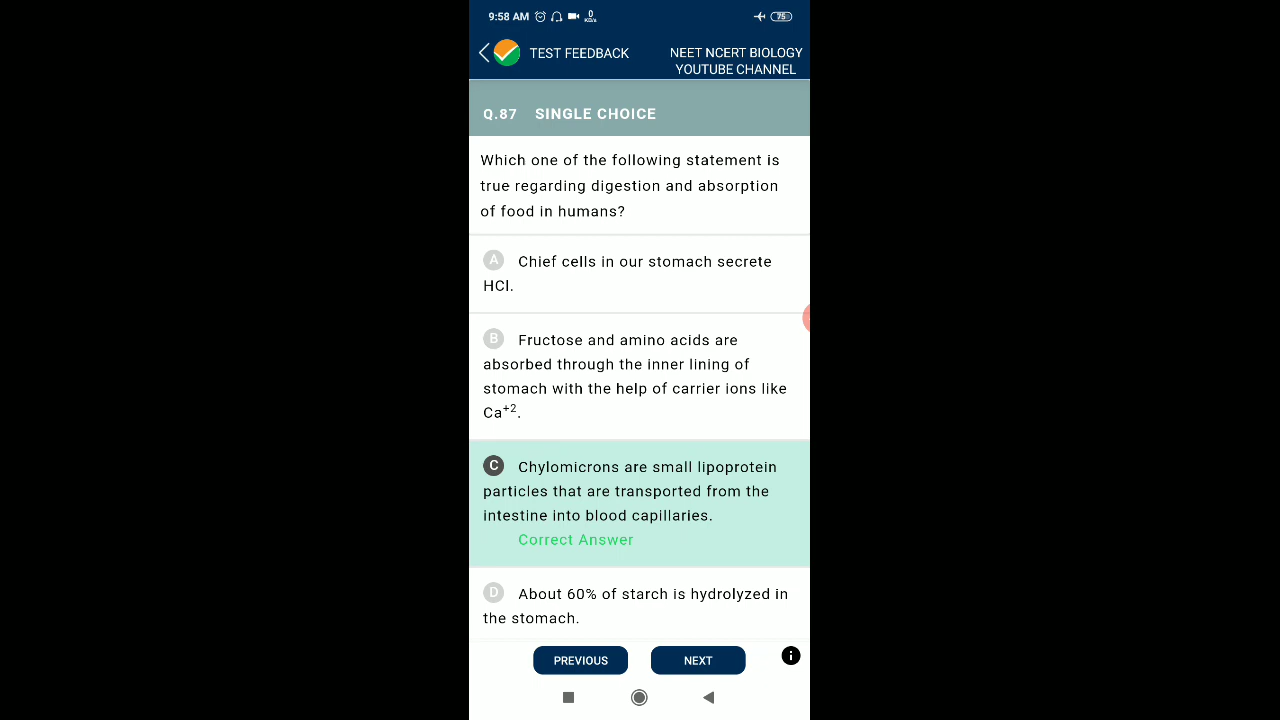 9:58 AM 0 KB/s 75
TEST FEEDBACK
NEET NCERT BIOLOGY
YOUTUBE CHANNEL
Q.87 SINGLE CHOICE
Which one of the following statement is
true regarding digestion and absorption
of food in humans?
A Chief cells in our stomach secrete
HCl.
B Fructose and amino acids are
absorbed through the inner lining of
stomach with the help of carrier ions like
Ca⁺².
C Chylomicrons are small lipoprotein
particles that are transported from the
intestine into blood capillaries.
Correct Answer
D About 60% of starch is hydrolyzed in
the stomach.
PREVIOUS NEXT i